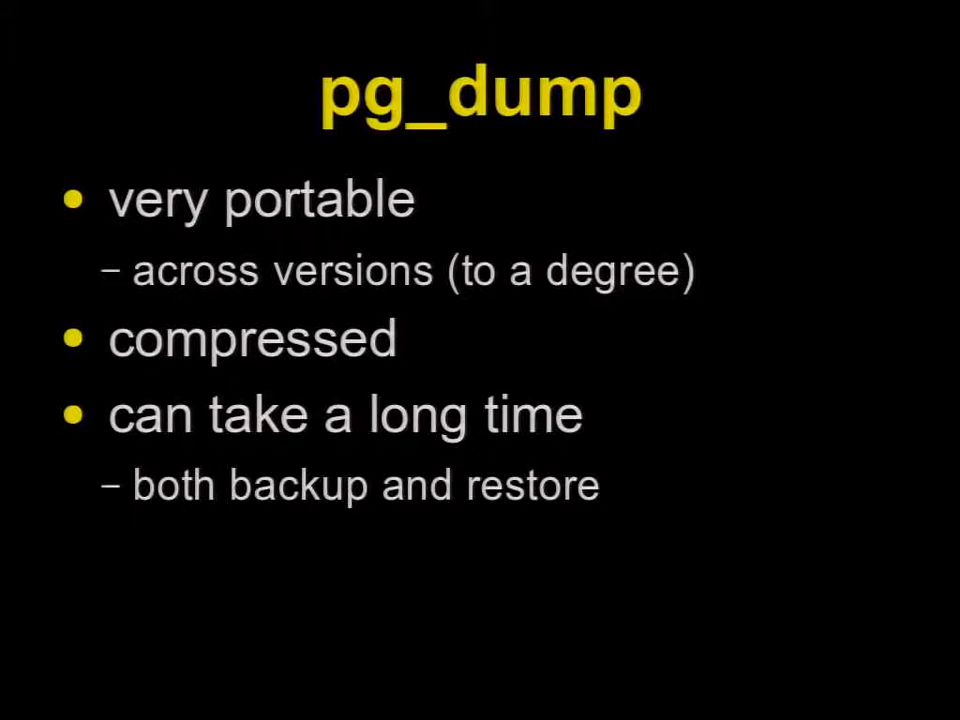 pg_dump
• very portable
– across versions (to a degree)
• compressed
• can take a long time
– both backup and restore